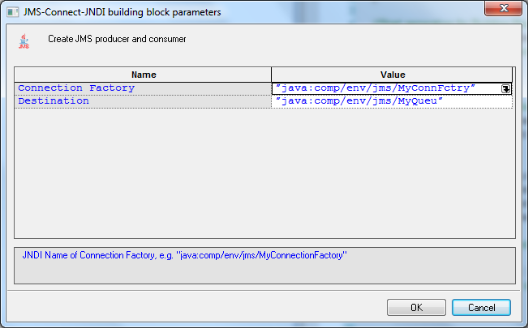 JMS-Connect-JNDI building block parameters
Create JMS producer and consumer
Name Value
Connection Factory "java:comp/env/jms/MyConnFctry"
Destination "java:comp/env/jms/MyQueu"
JNDI Name of Connection Factory, e.g. "java:comp/env/jms/MyConnectionFactory"
OK Cancel